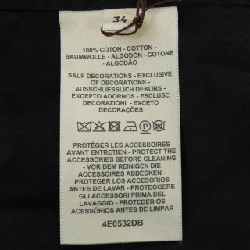 34
100% COTON - COTTON -
BAUMWOLLE - ALGODON - COTONE
- ALGODÃO
SAUF DECORATIONS - EXCLUSIVE
OF DECORATIONS -
AUSSCHLIESSLICH DEKORS -
EXCEPTO ADORNOS - ESCLUSE
DECORAZIONI - EXCETO
DECORAÇÕES
PROTÉGER LES ACCESSOIRES
AVANT ENTRETIEN - PROTECT THE
ACCESSORIES BEFORE CLEANING
- VOR DEM REINIGEN DIE
ACCESSOIRES ABDECKEN -
PROTEGER LOS ACCESORIOS
ANTES DE LAVAR - PROTEGGERE
GLI ACCESSORI PRIMA DEL
LAVAGGIO - PROTEGER OS
ACESSÓRIOS ANTES DE LIMPAR
4E0532DB